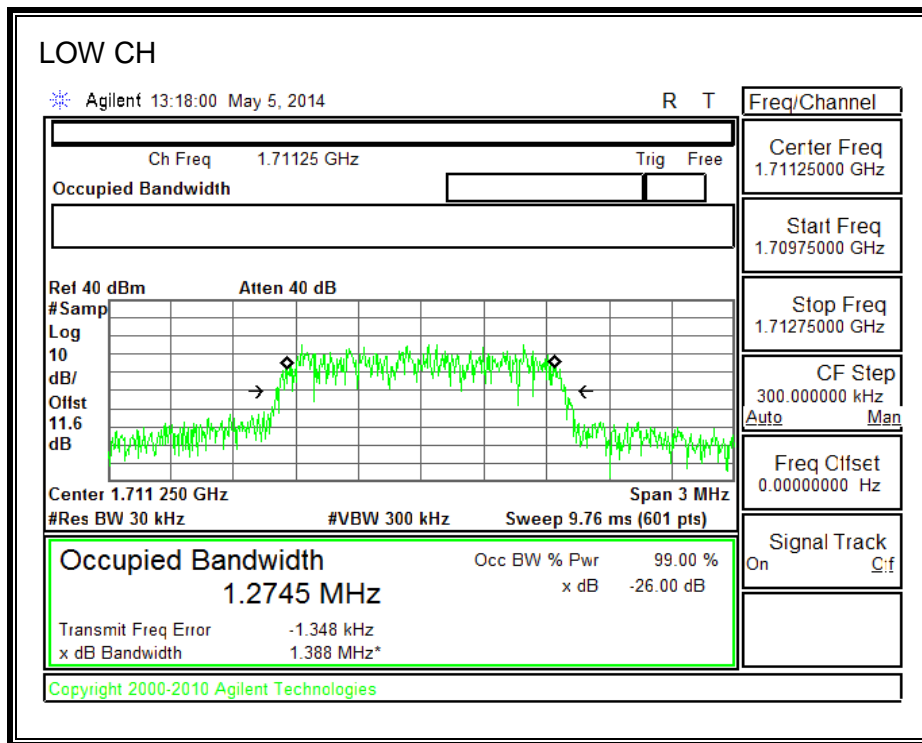 LOW CH
Agilent 13:18:00 May 5, 2014 R T
Freq/Channel
Ch Freq 1.71125 GHz Trig Free
Occupied Bandwidth
Center Freq
1.71125000 GHz
Start Freq
1.70975000 GHz
Stop Freq
1.71275000 GHz
CF Step
300.000000 kHz
Auto Man
Freq Offset
0.00000000 Hz
Signal Track
On Off
Ref 40 dBm Atten 40 dB
#Samp
Log
10
dB/
Offst
11.6
dB
Center 1.711 250 GHz Span 3 MHz
#Res BW 30 kHz #VBW 300 kHz Sweep 9.76 ms (601 pts)
Occupied Bandwidth
1.2745 MHz
Occ BW % Pwr 99.00 %
x dB -26.00 dB
Transmit Freq Error -1.348 kHz
x dB Bandwidth 1.388 MHz*
Copyright 2000-2010 Agilent Technologies